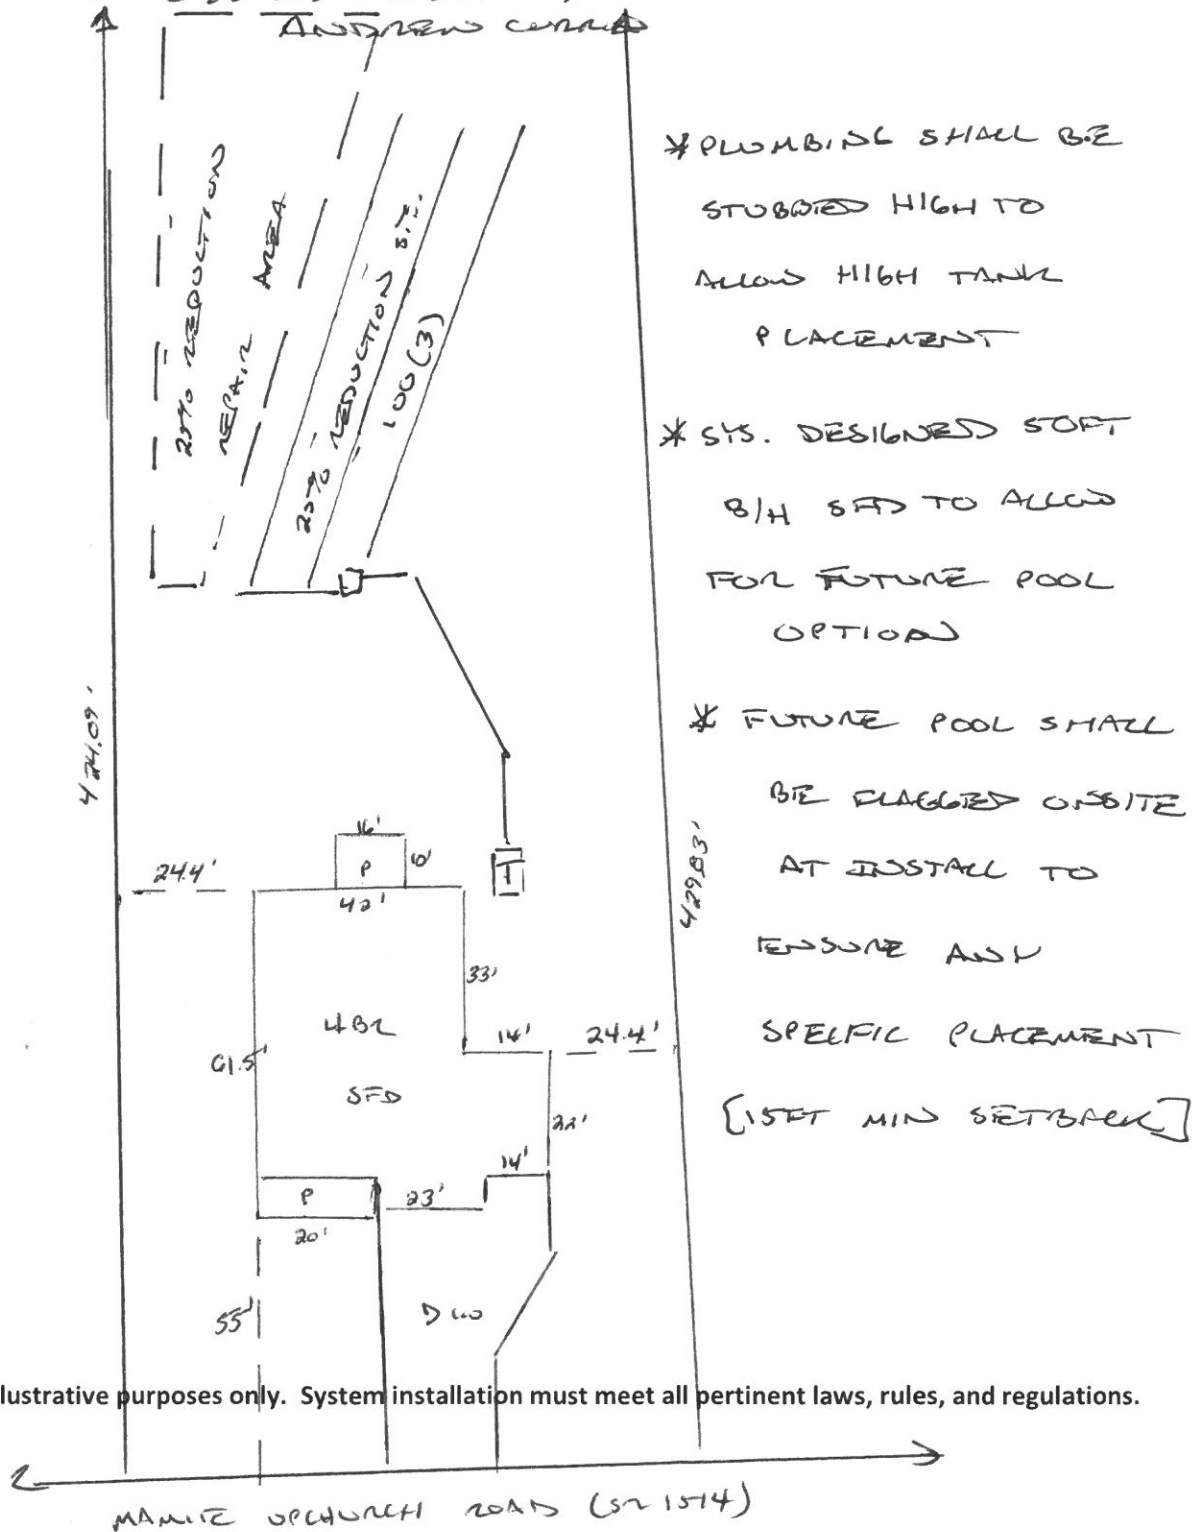 ANDREW CURRIN
* PLUMBING SHALL BE
STUBBED HIGH TO
ALLOW HIGH TANK
PLACEMENT
* SYS. DESIGNED 50FT
B/H SFD TO ALLOW
FOR FUTURE POOL
OPTION
* FUTURE POOL SHALL
BE FLAGGED ONSITE
AT INSTALL TO
ENSURE ANY
SPECIFIC PLACEMENT
[15FT MIN SETBACK]
25% REDUCTION
REPAIR AREA
25% REDUCTION SYS.
100(3)
424.09'
429.83'
16'
P
10'
24.4'
42'
T
33'
4BR
14'
24.4'
61.5'
SFD
22'
14'
P
23'
20'
55'
DW
lustrative purposes only. System installation must meet all pertinent laws, rules, and regulations.
MAMIE UPCHURCH ROAD (SR 1514)